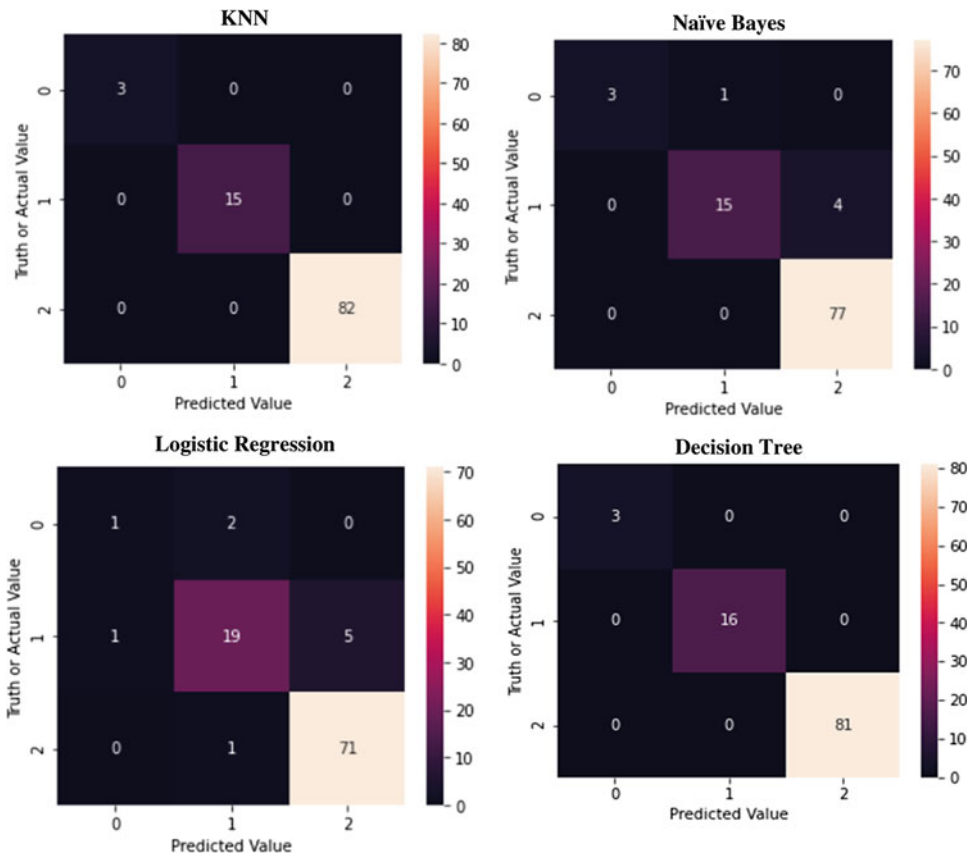 KNN
0 3 0 0
1 0 15 0
2 0 0 82
0 1 2
Truth or Actual Value
Predicted Value
80
70
60
50
40
30
20
10
0
Naïve Bayes
0 3 1 0
1 0 15 4
2 0 0 77
0 1 2
Truth or Actual Value
Predicted Value
70
60
50
40
30
20
10
0
Logistic Regression
0 1 2 0
1 1 19 5
2 0 1 71
0 1 2
Truth or Actual Value
Predicted Value
70
60
50
40
30
20
10
0
Decision Tree
0 3 0 0
1 0 16 0
2 0 0 81
0 1 2
Truth or Actual Value
Predicted Value
80
70
60
50
40
30
20
10
0